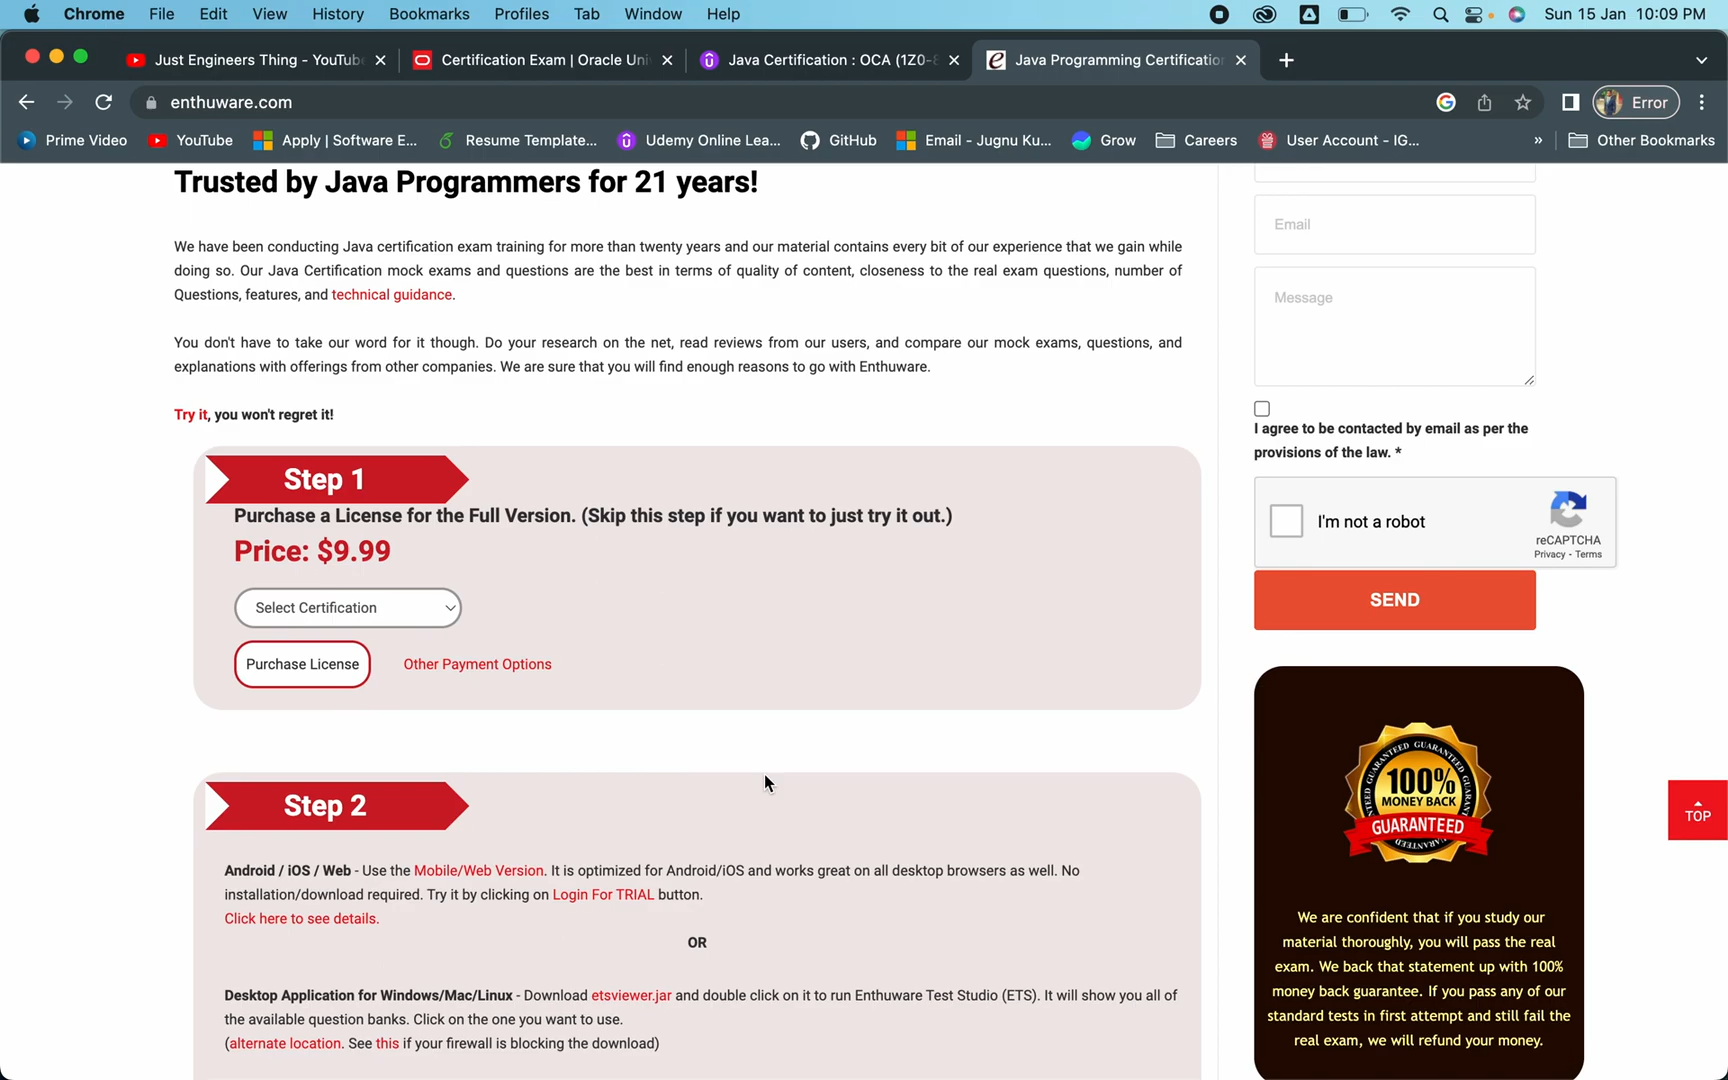 Chrome File Edit View History Bookmarks Profiles Tab Window Help Sun 15 Jan 10:09 PM
Just Engineers Thing - YouTub Certification Exam | Oracle Uni Java Certification : OCA (1Z0-8 Java Programming Certification
enthuware.com Error
Prime Video YouTube Apply | Software E... Resume Template... Udemy Online Lea... GitHub Email - Jugnu Ku... Grow Careers User Account - IG... » Other Bookmarks
Trusted by Java Programmers for 21 years!
We have been conducting Java certification exam training for more than twenty years and our material contains every bit of our experience that we gain while
doing so. Our Java Certification mock exams and questions are the best in terms of quality of content, closeness to the real exam questions, number of
Questions, features, and technical guidance.
You don't have to take our word for it though. Do your research on the net, read reviews from our users, and compare our mock exams, questions, and
explanations with offerings from other companies. We are sure that you will find enough reasons to go with Enthuware.
Try it, you won't regret it!
Step 1
Purchase a License for the Full Version. (Skip this step if you want to just try it out.)
Price: $9.99
Select Certification
Purchase License Other Payment Options
Step 2
Android / iOS / Web - Use the Mobile/Web Version. It is optimized for Android/iOS and works great on all desktop browsers as well. No
installation/download required. Try it by clicking on Login For TRIAL button.
Click here to see details.
OR
Desktop Application for Windows/Mac/Linux - Download etsviewer.jar and double click on it to run Enthuware Test Studio (ETS). It will show you all of
the available question banks. Click on the one you want to use.
(alternate location. See this if your firewall is blocking the download)
Email
Message
I agree to be contacted by email as per the
provisions of the law. *
I'm not a robot
reCAPTCHA
Privacy - Terms
SEND
GUARANTEED GUARANTEED
100%
MONEY BACK
GUARANTEED
We are confident that if you study our
material thoroughly, you will pass the real
exam. We back that statement up with 100%
money back guarantee. If you pass any of our
standard tests in first attempt and still fail the
real exam, we will refund your money.
TOP